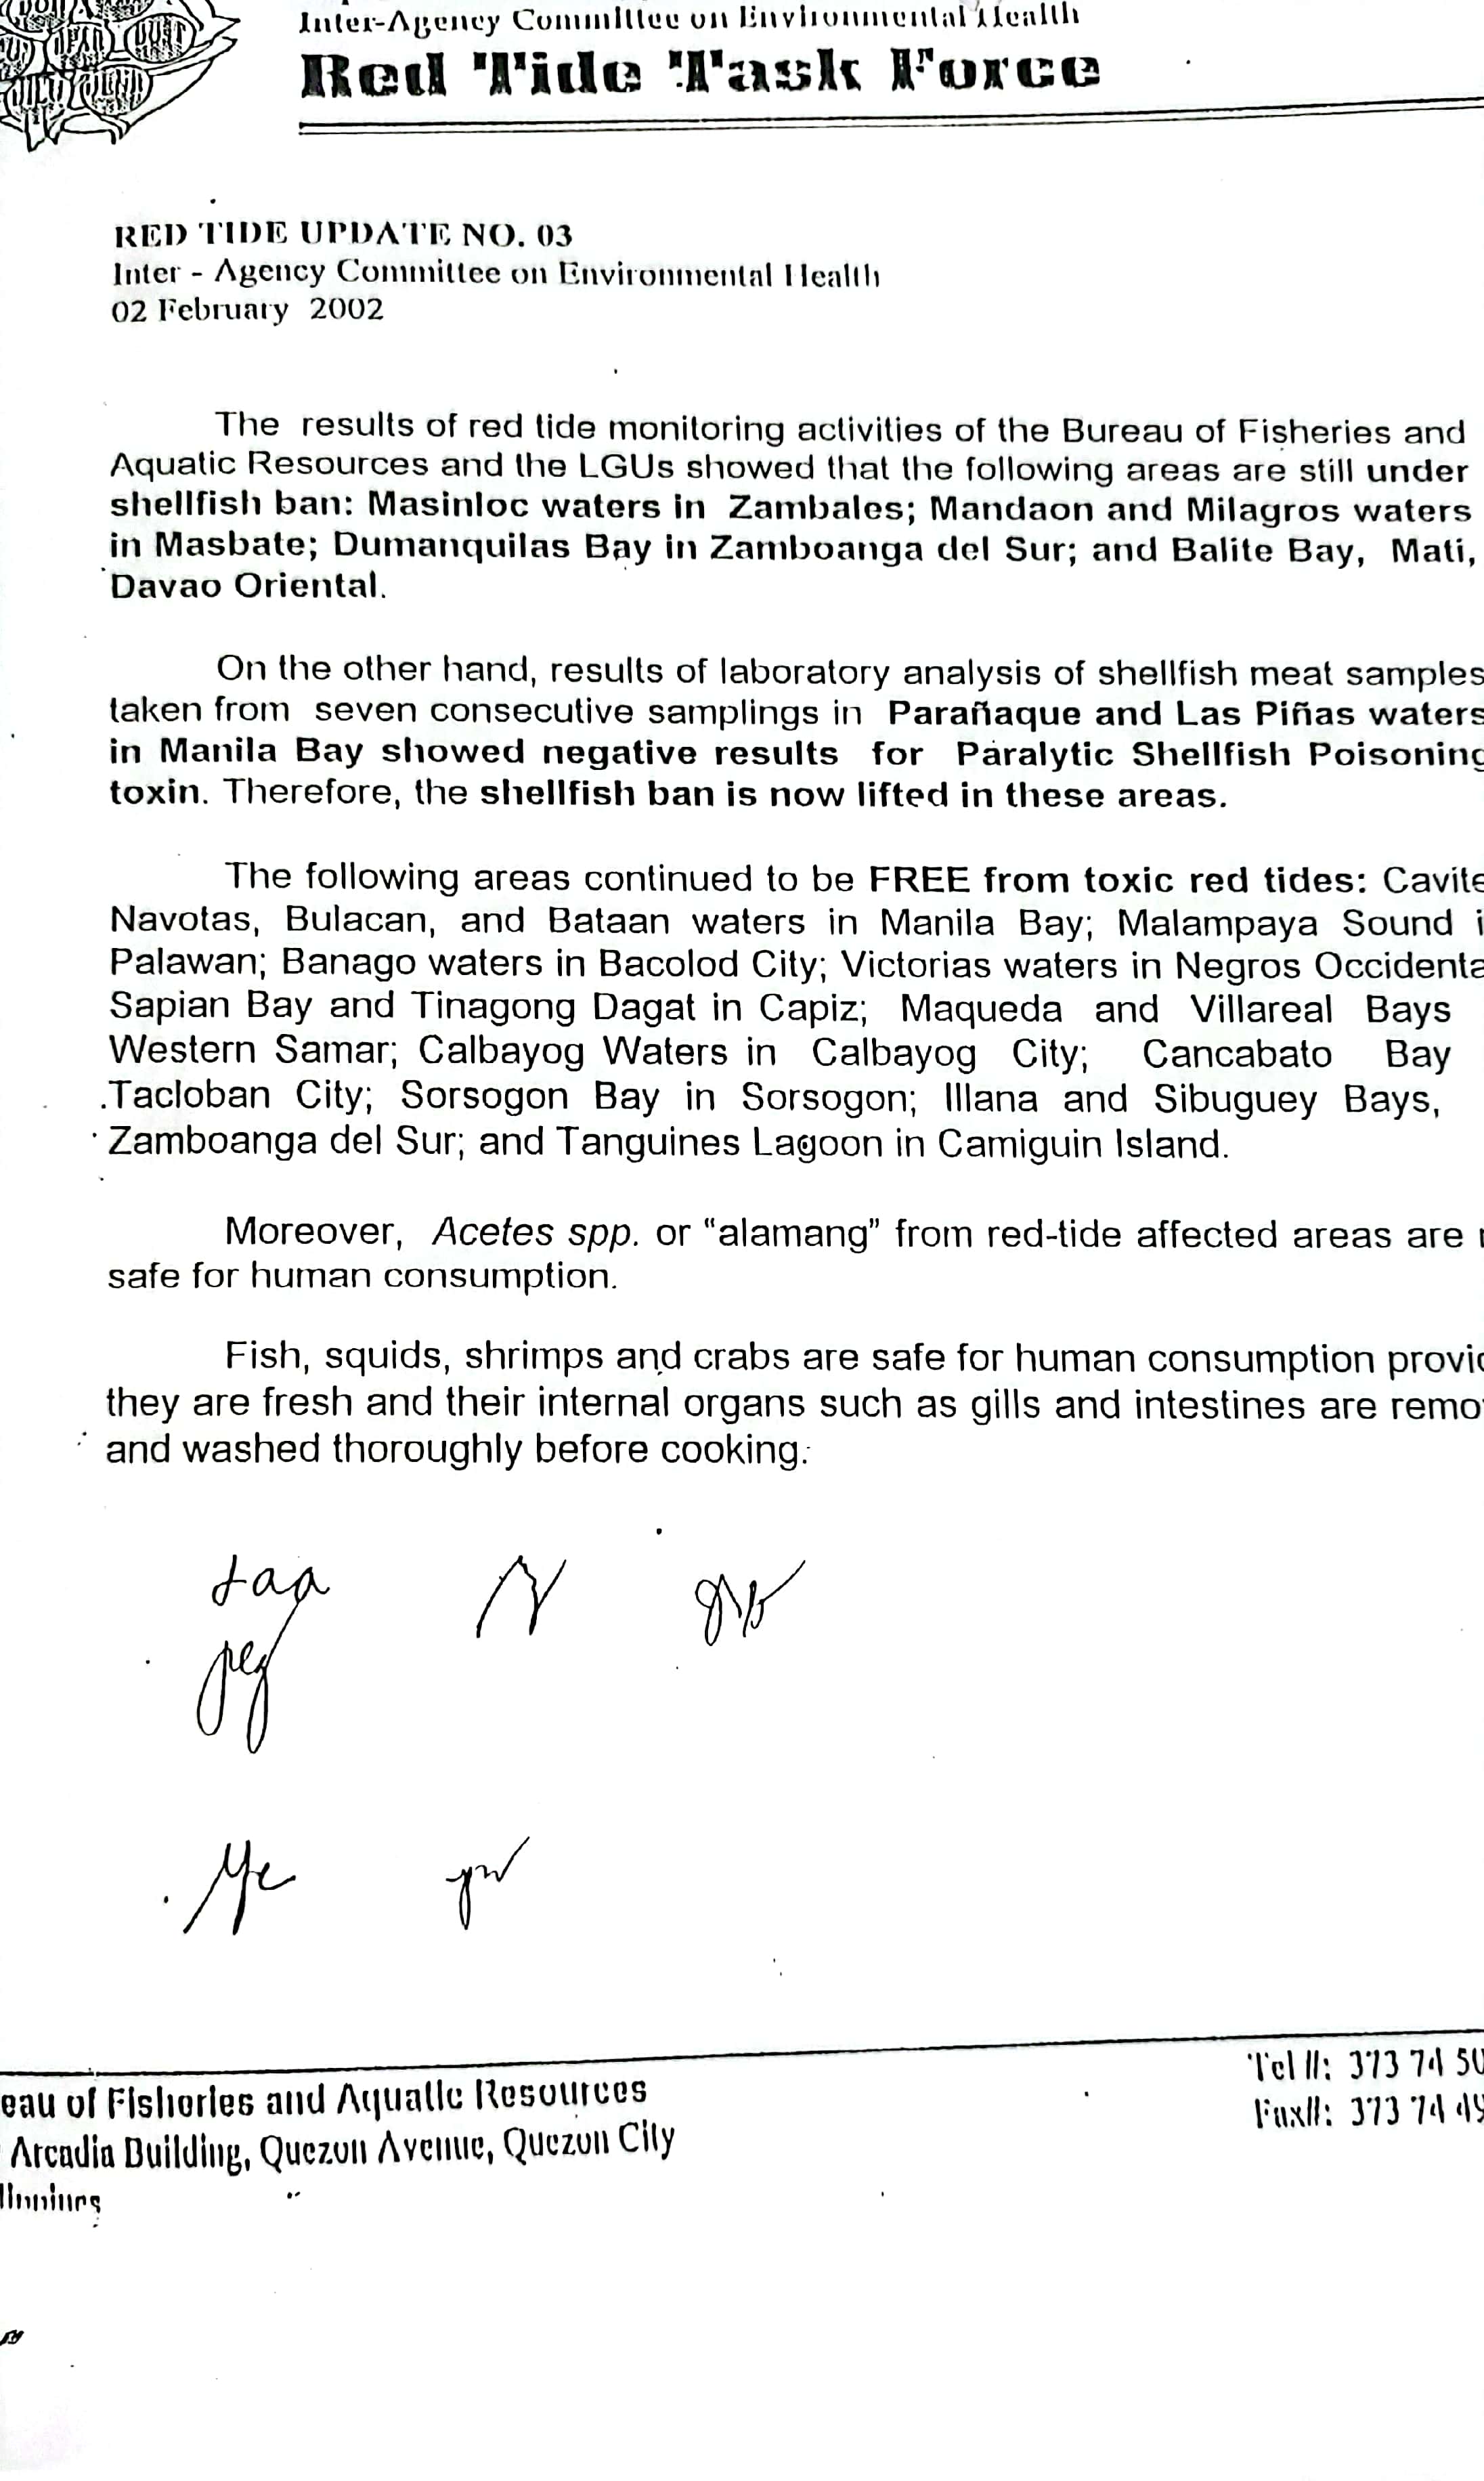 Inter-Agency Committee on Environmental Health
Red Tide Task Force
RED TIDE UPDATE NO. 03
Inter - Agency Committee on Environmental Health
02 February 2002
The results of red tide monitoring activities of the Bureau of Fisheries and
Aquatic Resources and the LGUs showed that the following areas are still under
shellfish ban: Masinloc waters in Zambales; Mandaon and Milagros waters
in Masbate; Dumanquilas Bay in Zamboanga del Sur; and Balite Bay, Mati,
Davao Oriental.
On the other hand, results of laboratory analysis of shellfish meat samples
taken from seven consecutive samplings in Parañaque and Las Piñas waters
in Manila Bay showed negative results for Paralytic Shellfish Poisoning
toxin. Therefore, the shellfish ban is now lifted in these areas.
The following areas continued to be FREE from toxic red tides: Cavite
Navotas, Bulacan, and Bataan waters in Manila Bay; Malampaya Sound i
Palawan; Banago waters in Bacolod City; Victorias waters in Negros Occidenta
Sapian Bay and Tinagong Dagat in Capiz; Maqueda and Villareal Bays
Western Samar; Calbayog Waters in Calbayog City; Cancabato Bay
Tacloban City; Sorsogon Bay in Sorsogon; Illana and Sibuguey Bays,
Zamboanga del Sur; and Tanguines Lagoon in Camiguin Island.
Moreover, Acetes spp. or “alamang” from red-tide affected areas are
safe for human consumption.
Fish, squids, shrimps and crabs are safe for human consumption provid
they are fresh and their internal organs such as gills and intestines are remo
and washed thoroughly before cooking.
eau of Fisheries and Aquatic Resources
Arcadia Building, Quezon Avenue, Quezon City
Tel #: 373 74 50
Fax#: 373 74 49